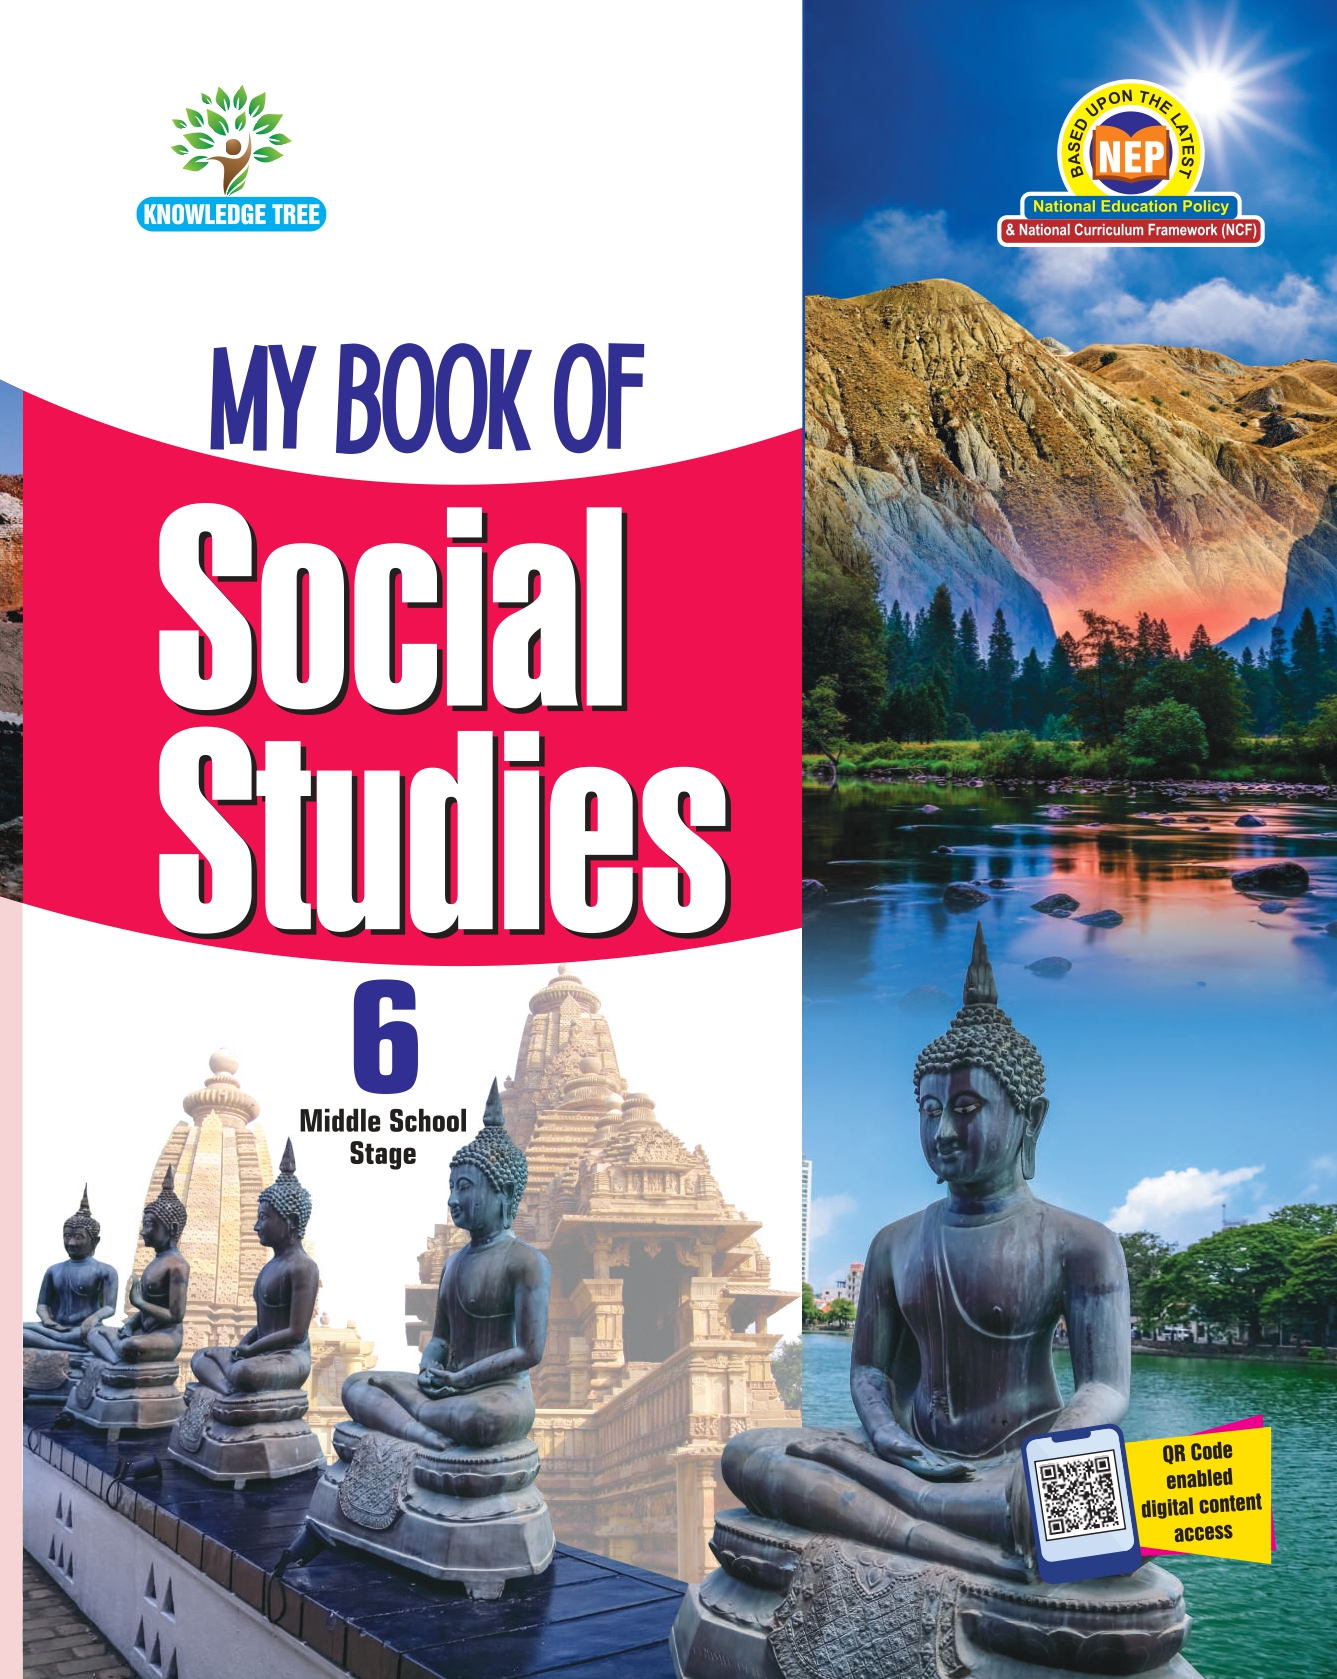 KNOWLEDGE TREE
BASED UPON THE LATEST
NEP
National Education Policy
& National Curriculum Framework (NCF)
MY BOOK OF
Social
Studies
6
Middle School
Stage
QR Code
enabled
digital content
access